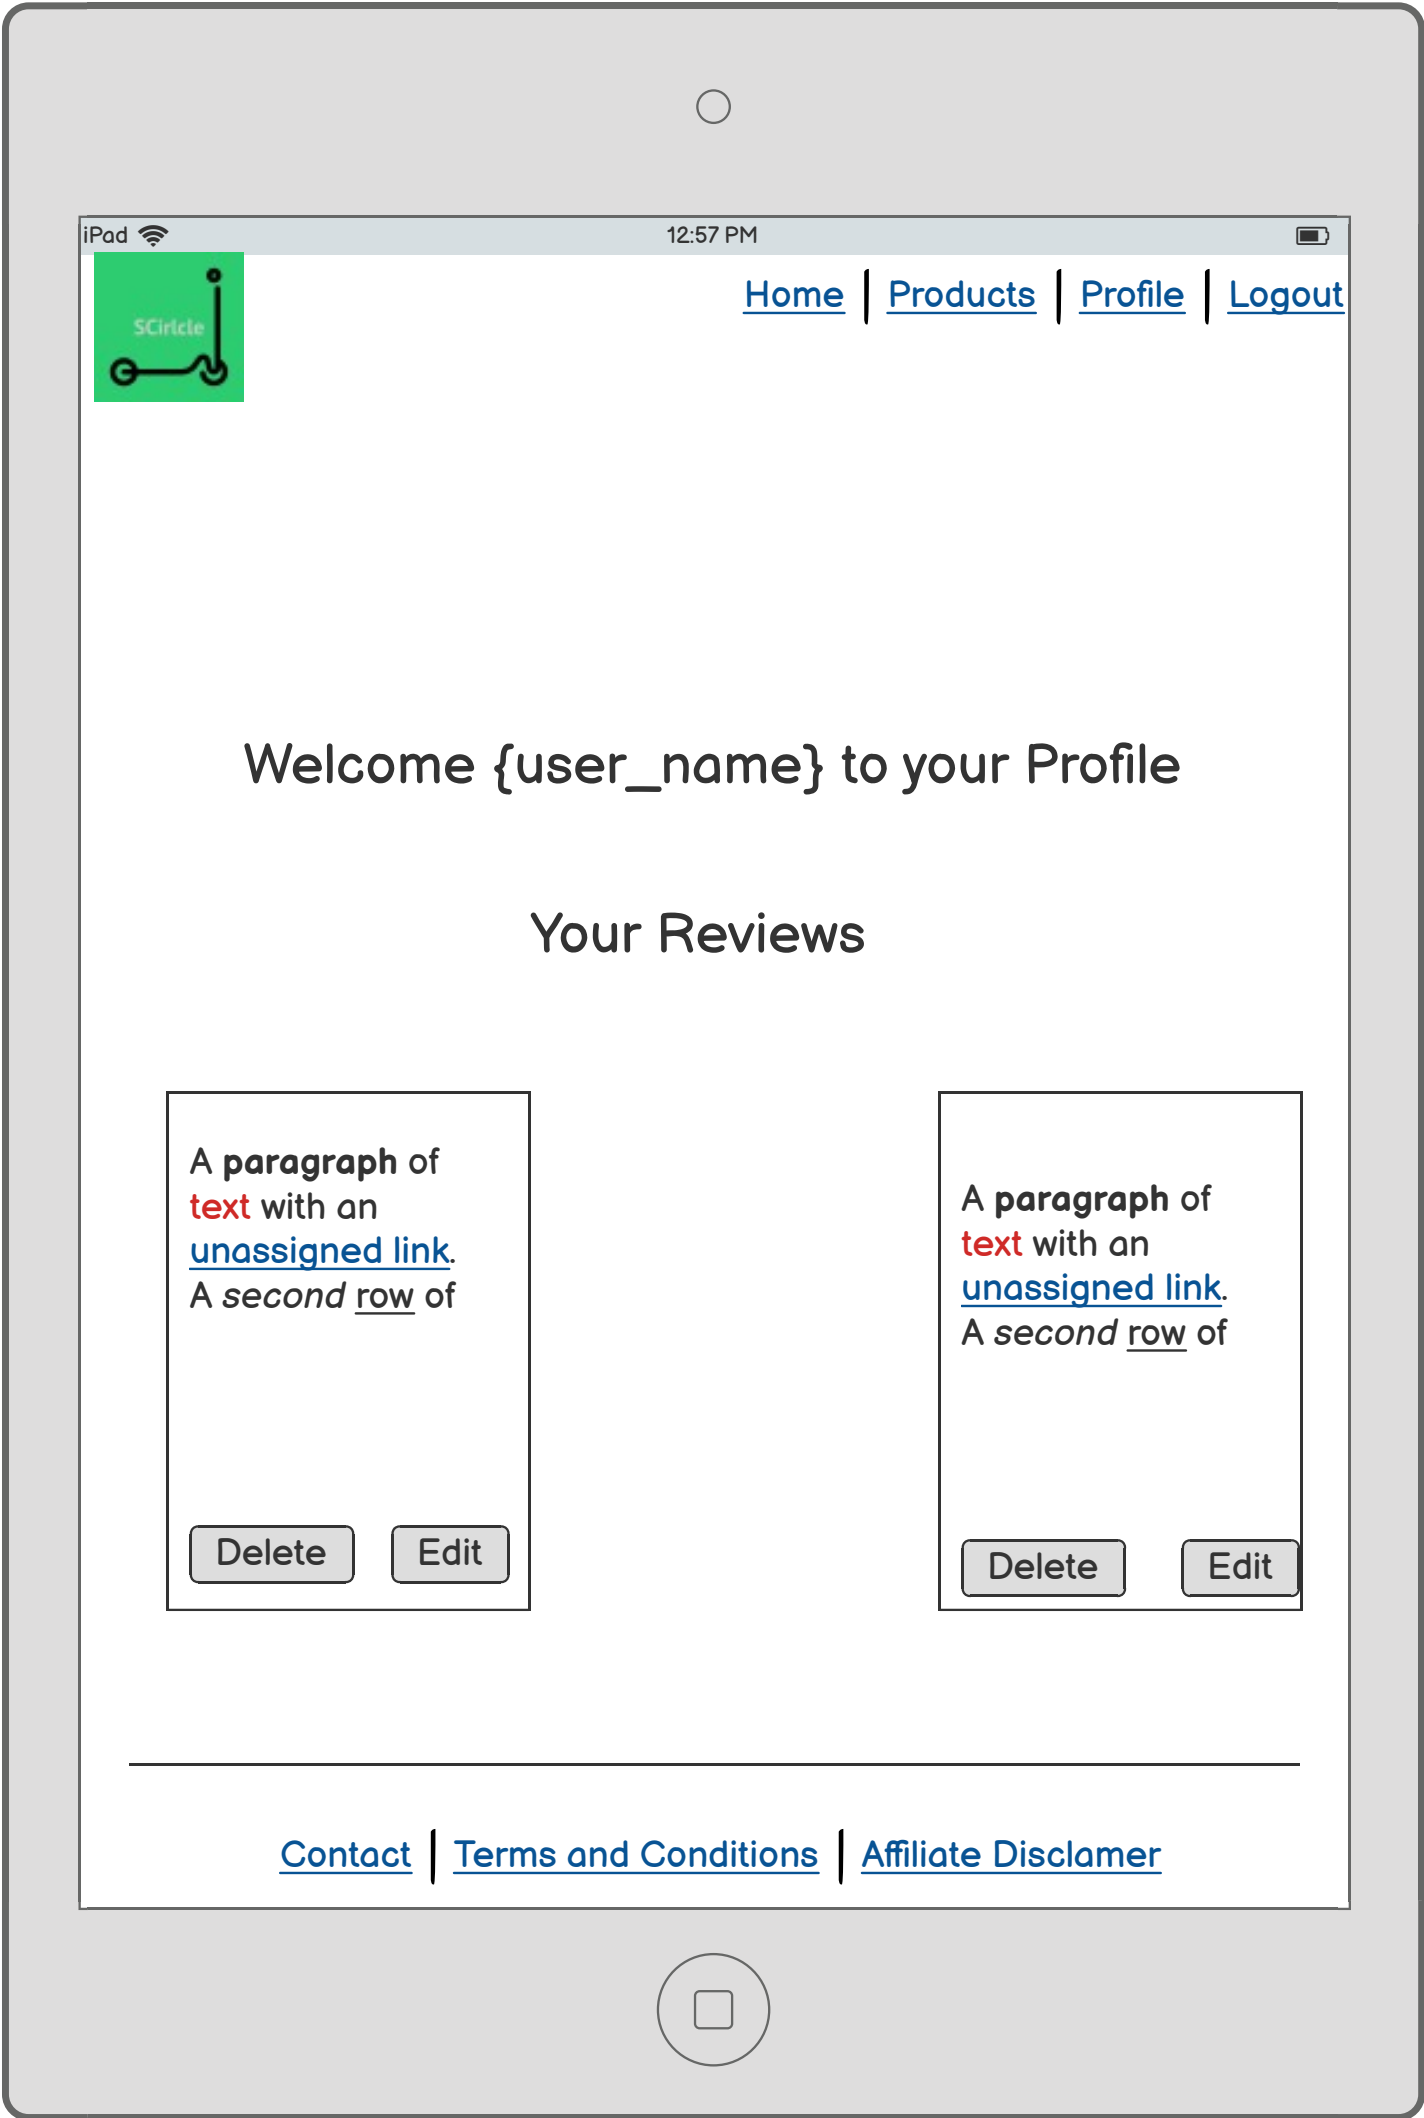 iPad
12:57 PM
SCirlcle
Home | Products | Profile | Logout
Welcome {user_name} to your Profile
Your Reviews
A paragraph of
text with an
unassigned link.
A second row of
Delete
Edit
A paragraph of
text with an
unassigned link.
A second row of
Delete
Edit
Contact | Terms and Conditions | Affiliate Disclamer